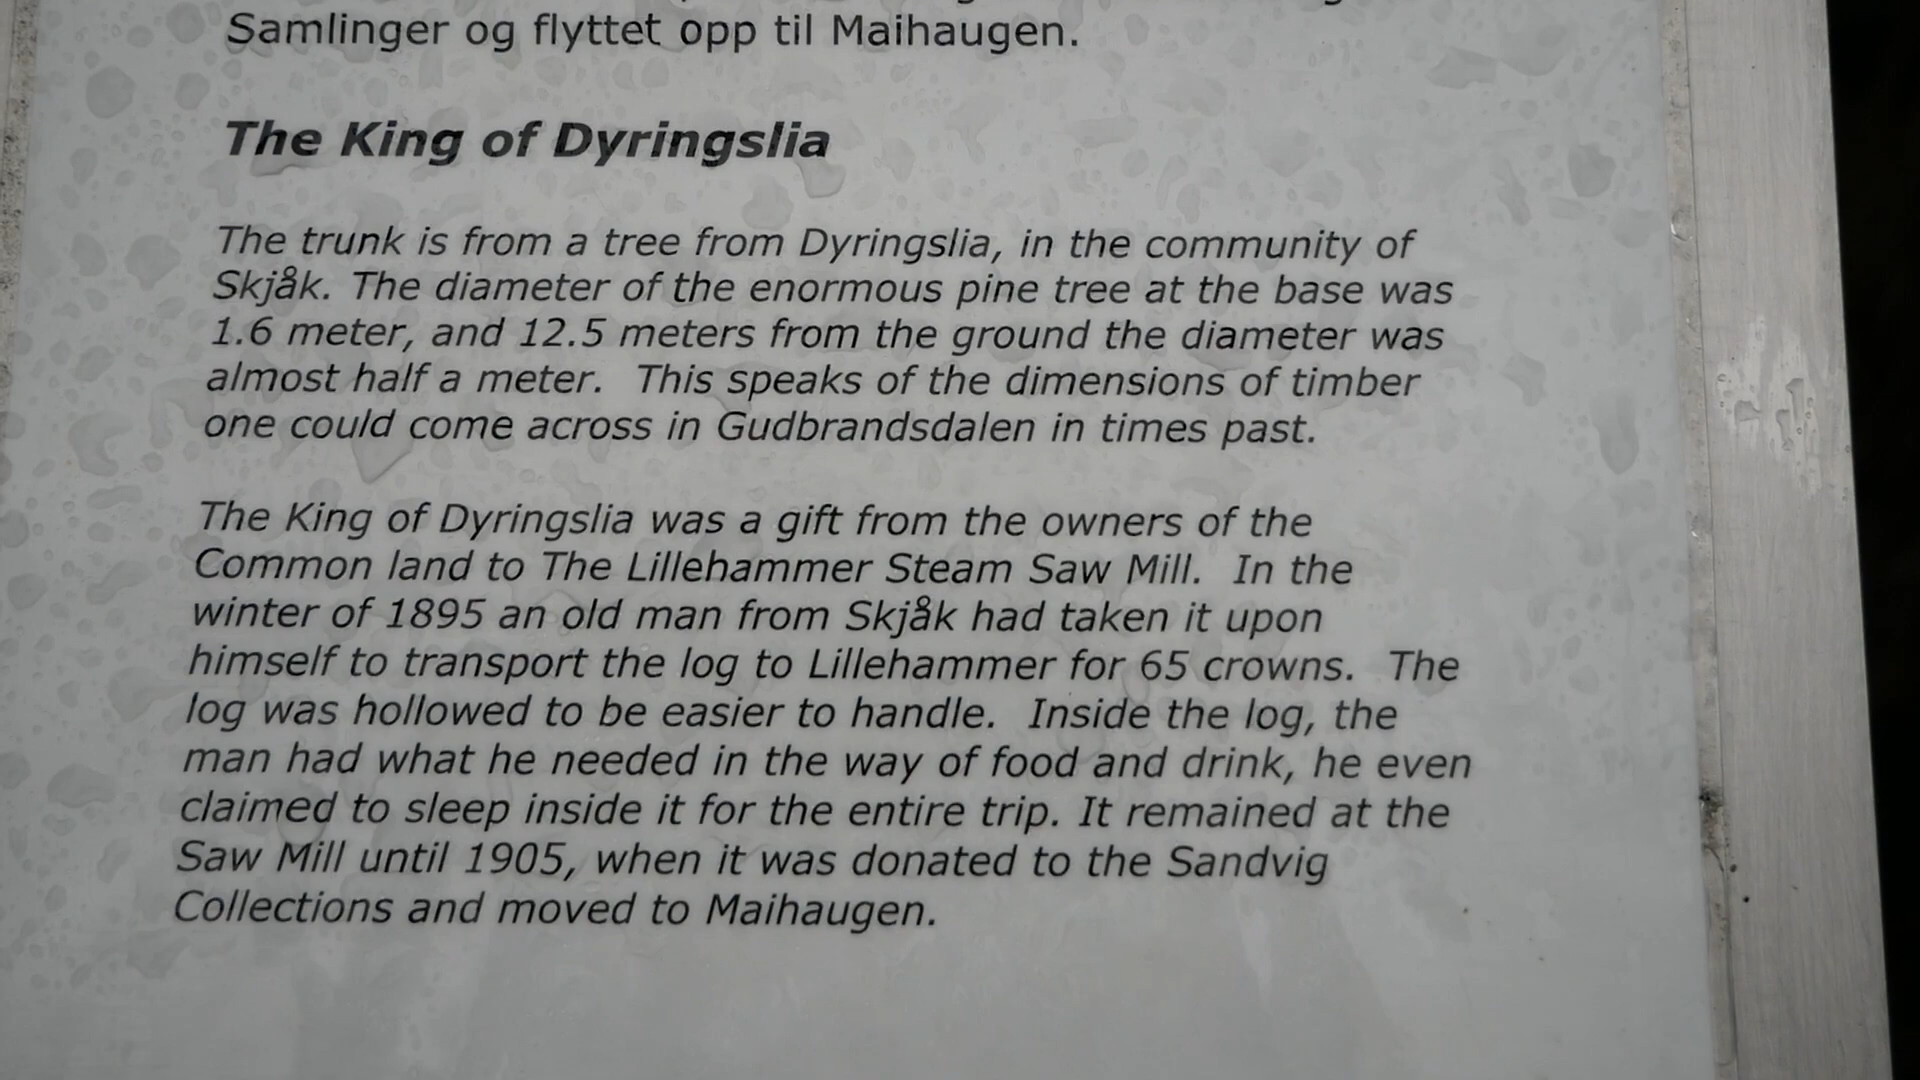 Samlinger og flyttet opp til Maihaugen.
The King of Dyringslia
The trunk is from a tree from Dyringslia, in the community of
Skjåk. The diameter of the enormous pine tree at the base was
1.6 meter, and 12.5 meters from the ground the diameter was
almost half a meter.  This speaks of the dimensions of timber
one could come across in Gudbrandsdalen in times past.
The King of Dyringslia was a gift from the owners of the
Common land to The Lillehammer Steam Saw Mill.  In the
winter of 1895 an old man from Skjåk had taken it upon
himself to transport the log to Lillehammer for 65 crowns.  The
log was hollowed to be easier to handle.  Inside the log, the
man had what he needed in the way of food and drink, he even
claimed to sleep inside it for the entire trip. It remained at the
Saw Mill until 1905, when it was donated to the Sandvig
Collections and moved to Maihaugen.